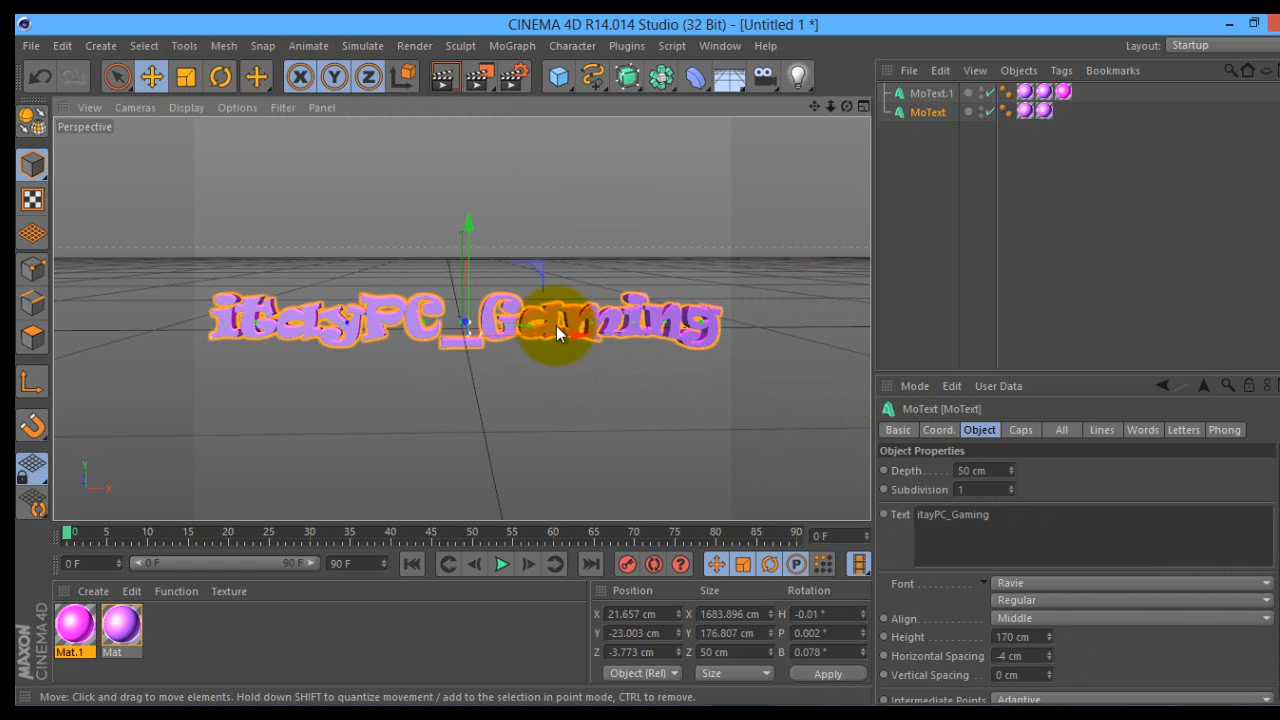 CINEMA 4D R14.014 Studio (32 Bit) - [Untitled 1 *]
File Edit Create Select Tools Mesh Snap Animate Simulate Render Sculpt MoGraph Character Plugins Script Window Help Layout: Startup
X Y Z
View Cameras Display Options Filter Panel
File Edit View Objects Tags Bookmarks
Perspective
MoText.1
MoText
itayPC_Gaming
Y
X
Mode Edit User Data
MoText [MoText]
Basic Coord. Object Caps All Lines Words Letters Phong
Object Properties
Depth..... 50 cm
Subdivision 1
Text itayPC_Gaming
0 5 10 15 20 25 30 35 40 45 50 55 60 65 70 75 80 85 90 0 F
0 F 0 F 90 F 90 F
P
Font Ravie
Regular
Align. Middle
Height 170 cm
Horizontal Spacing -4 cm
Vertical Spacing 0 cm
Intermediate Points Adaptive
Create Edit Function Texture
Mat.1 Mat
Position Size Rotation
X 21.657 cm X 1683.896 cm H -0.01 °
Y -23.003 cm Y 176.807 cm P 0.002 °
Z -3.773 cm Z 50 cm B 0.078 °
Object (Rel) Size Apply
MAXON
CINEMA 4D
Move: Click and drag to move elements. Hold down SHIFT to quantize movement / add to the selection in point mode, CTRL to remove.